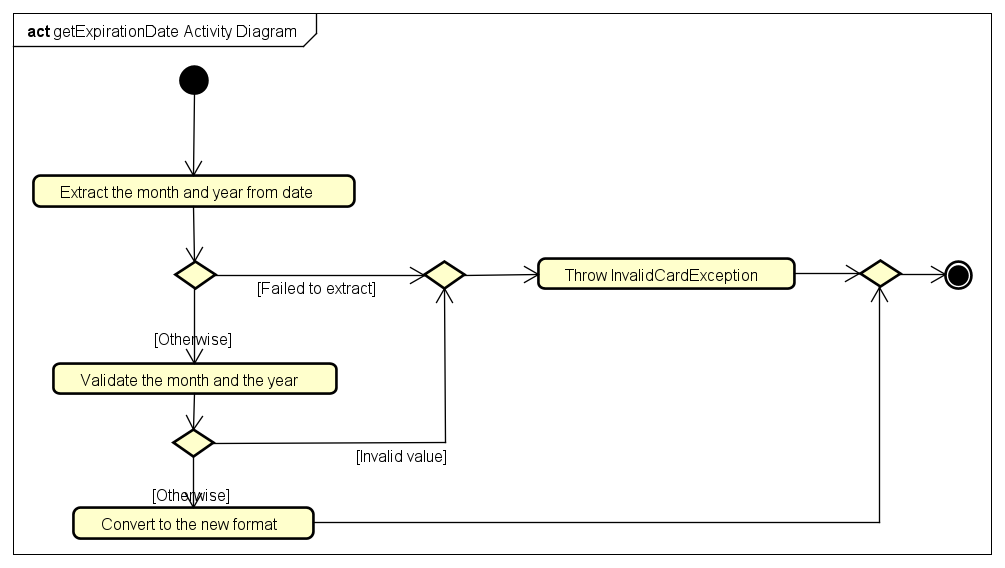 act getExpirationDate Activity Diagram
Extract the month and year from date
Throw InvalidCardException
[Failed to extract]
[Otherwise]
Validate the month and the year
[Invalid value]
[Otherwise]
Convert to the new format